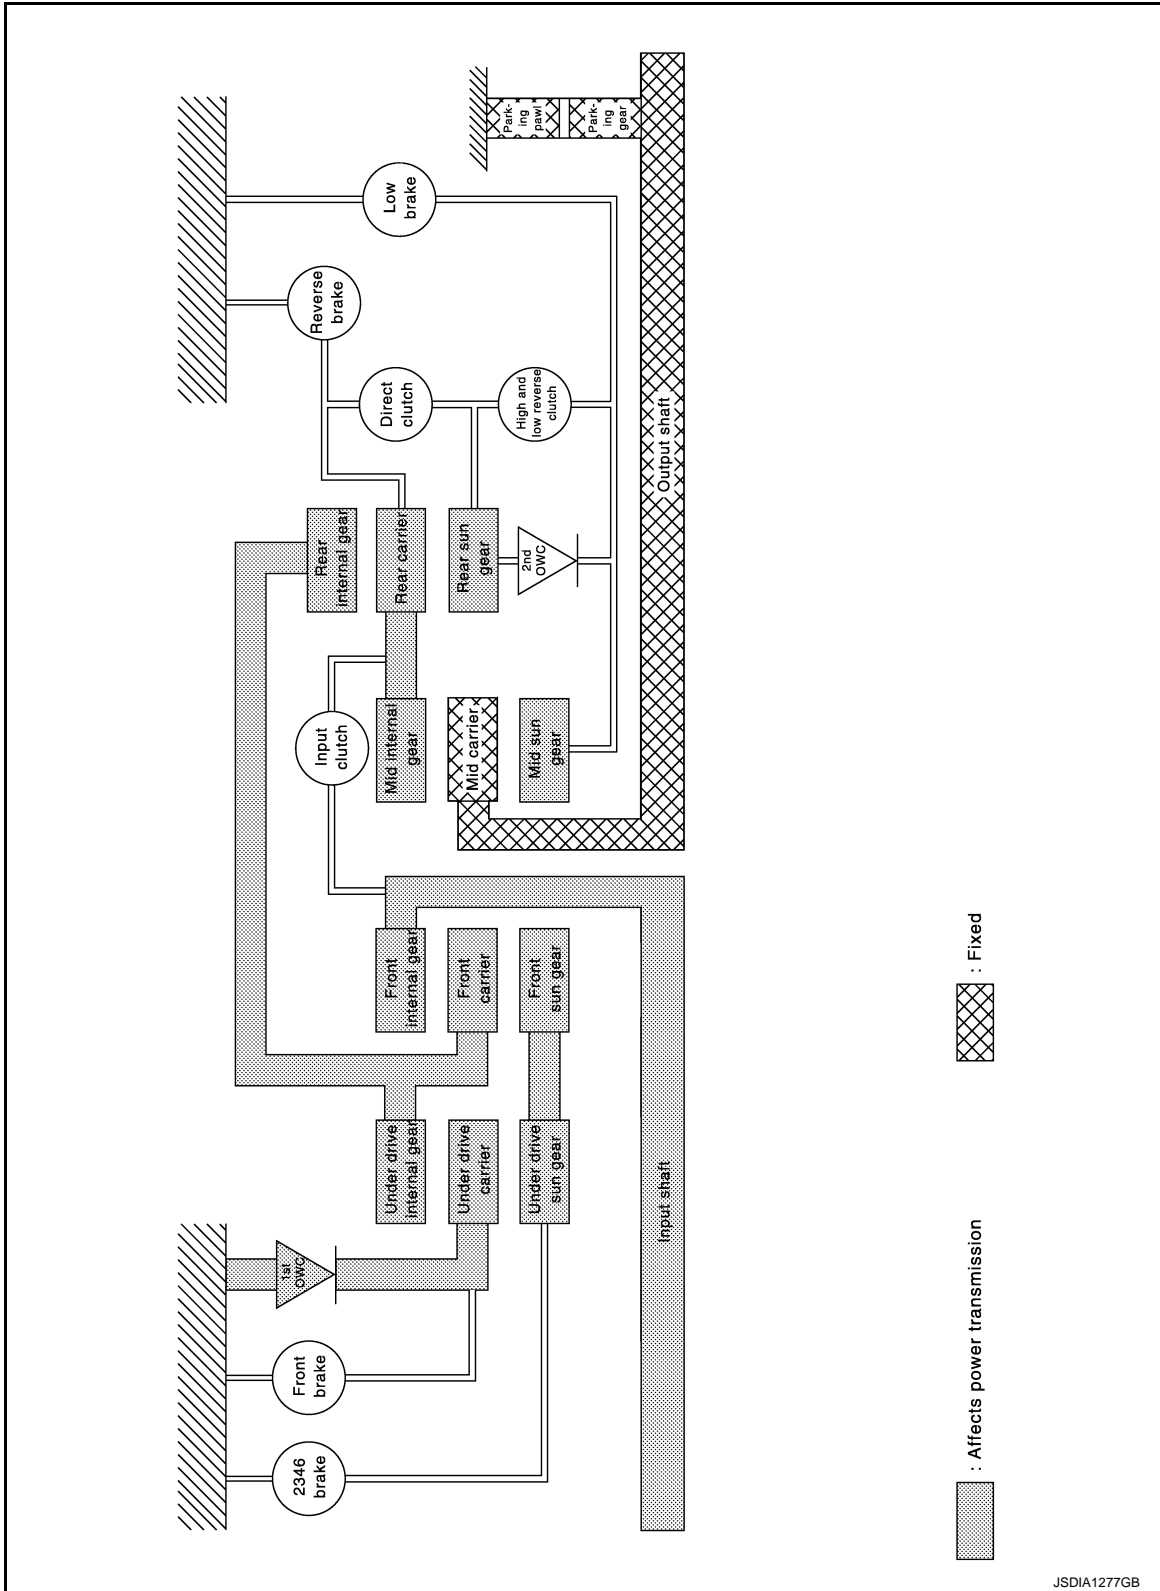 Park-
ing
pawl
Park-
ing
gear
Low
brake
Reverse
brake
Direct
clutch
High and
low reverse
clutch
Output shaft
Rear
internal gear
Rear carrier
Rear sun
gear
2nd
OWC
Input
clutch
Mid internal
gear
Mid carrier
Mid sun
gear
Front
internal gear
Front
carrier
Front
sun gear
Under drive
internal gear
Under drive
carrier
Under drive
sun gear
Input shaft
1st
OWC
Front
brake
2346
brake
: Fixed
: Affects power transmission
JSDIA1277GB